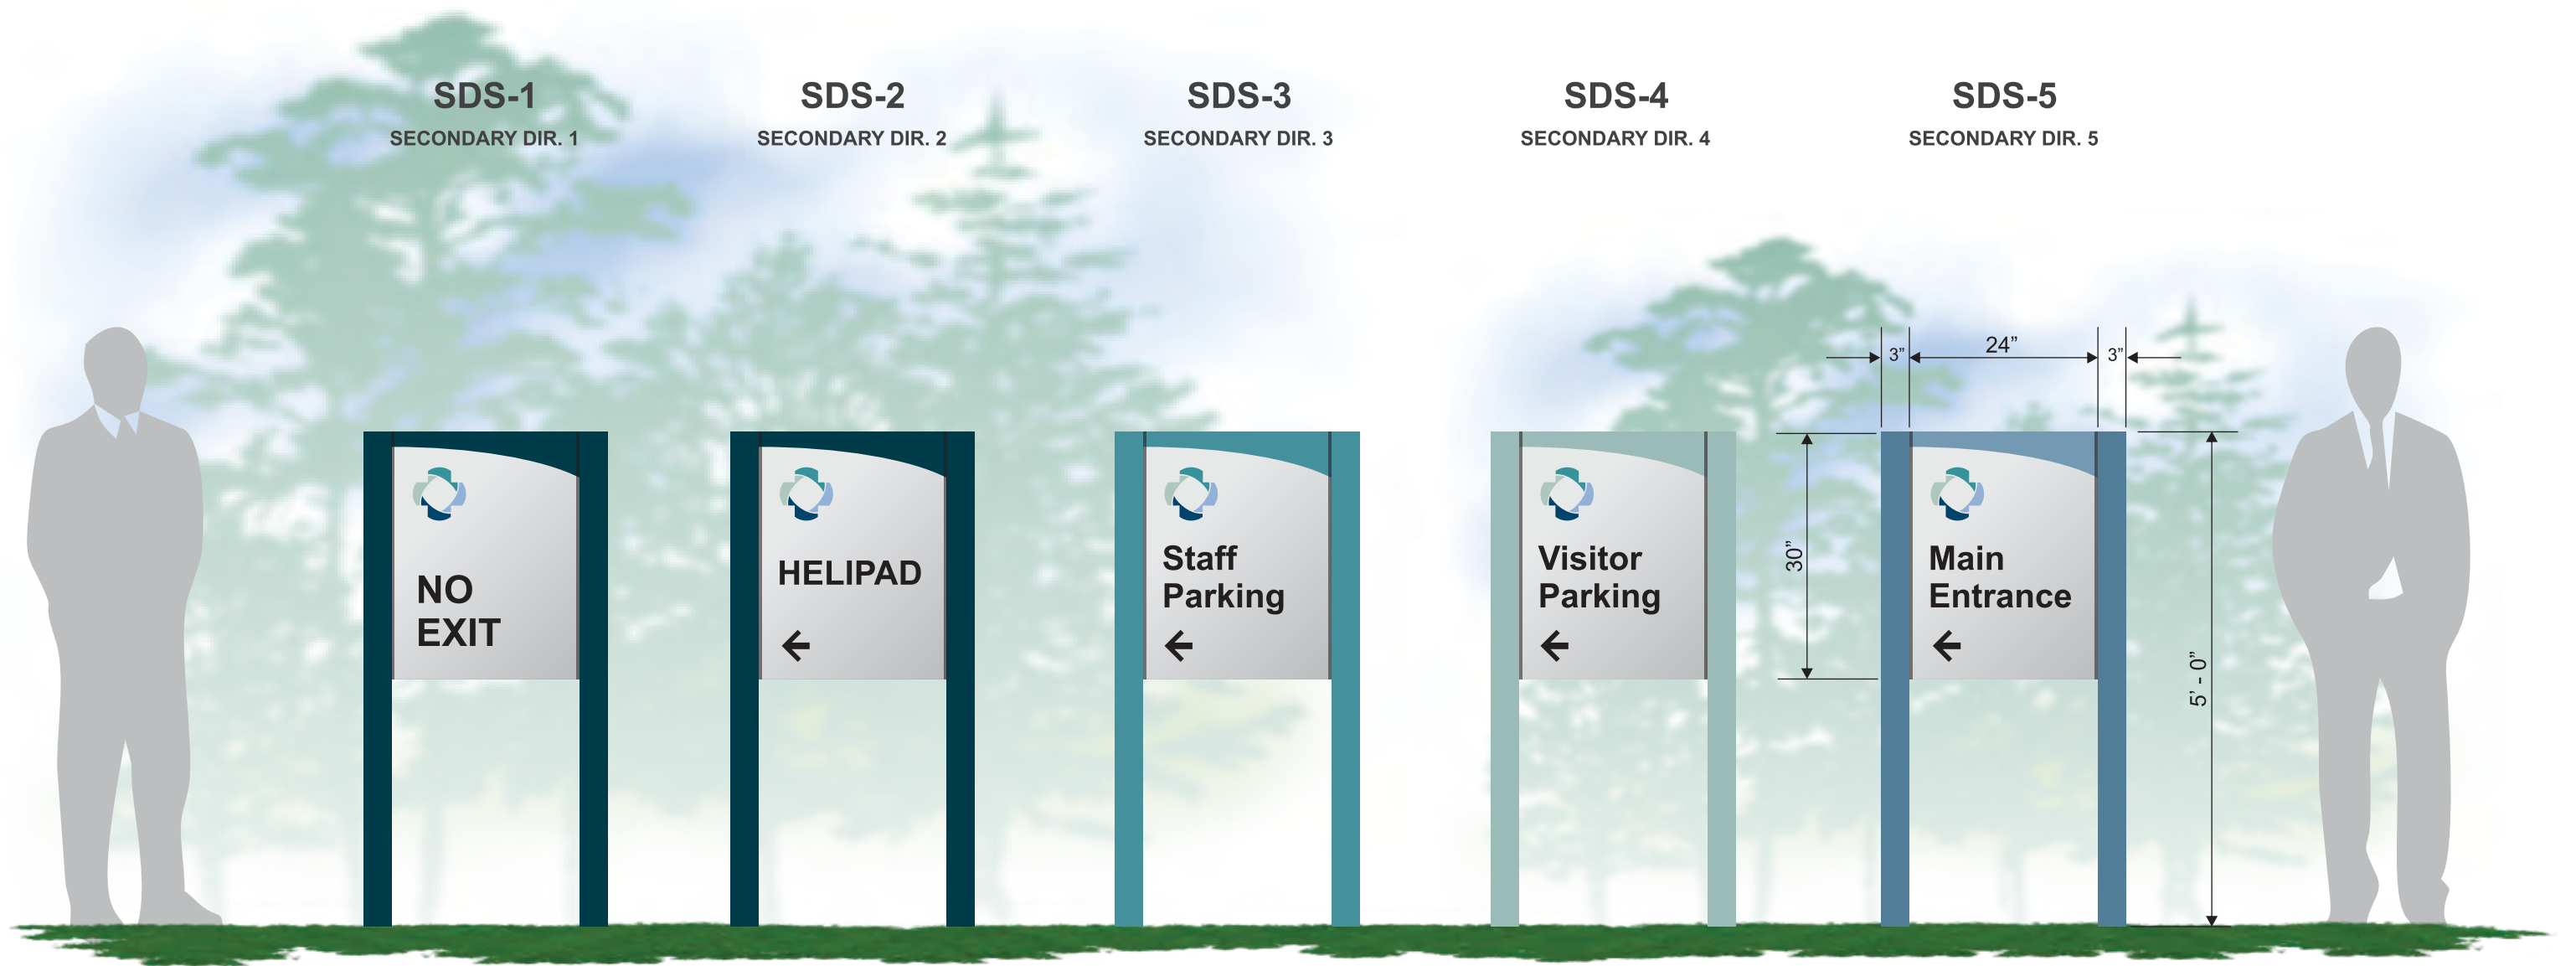 SDS-1
SECONDARY DIR. 1
SDS-2
SECONDARY DIR. 2
SDS-3
SECONDARY DIR. 3
SDS-4
SECONDARY DIR. 4
SDS-5
SECONDARY DIR. 5
NO
EXIT
HELIPAD
←
Staff
Parking
←
Visitor
Parking
←
30”
3”
24”
3”
Main
Entrance
←
5’ - 0”